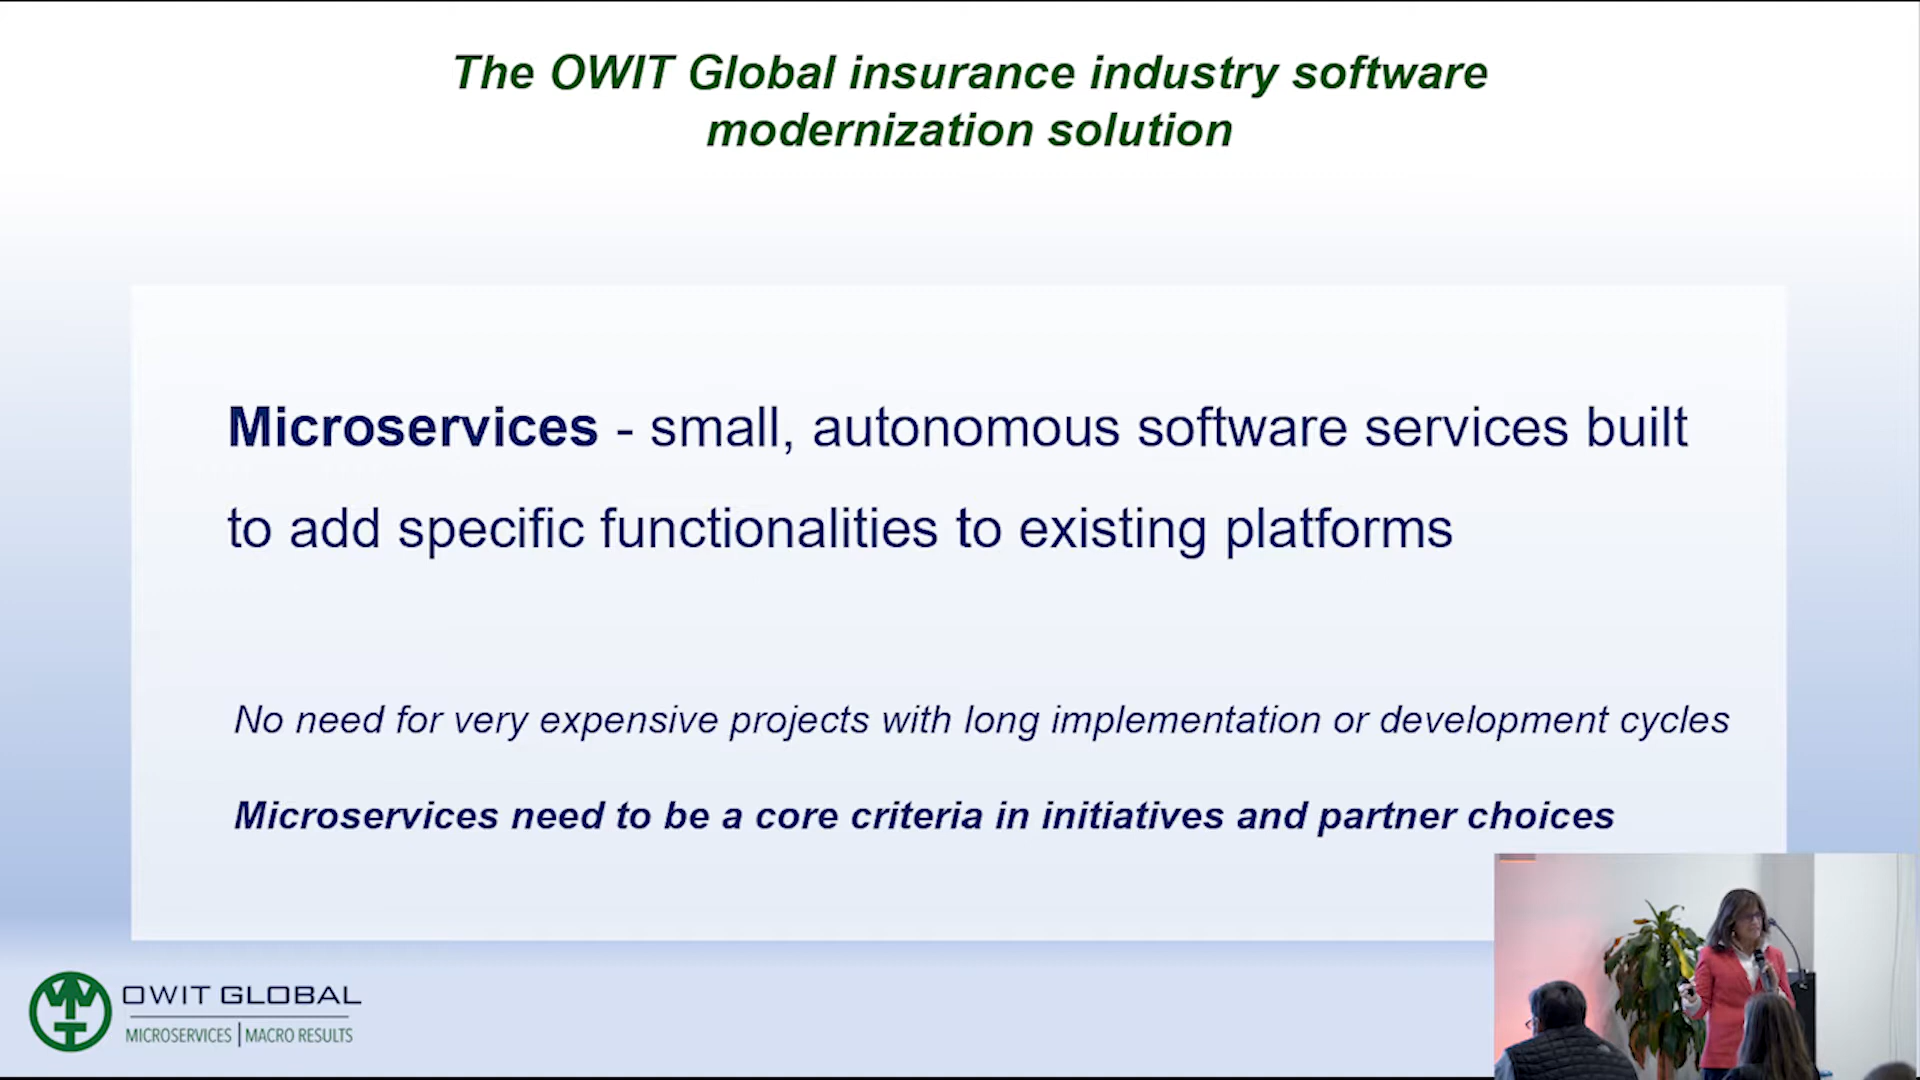 The OWIT Global insurance industry software
modernization solution
Microservices - small, autonomous software services built
to add specific functionalities to existing platforms
No need for very expensive projects with long implementation or development cycles
Microservices need to be a core criteria in initiatives and partner choices
OWIT GLOBAL
MICROSERVICES | MACRO RESULTS